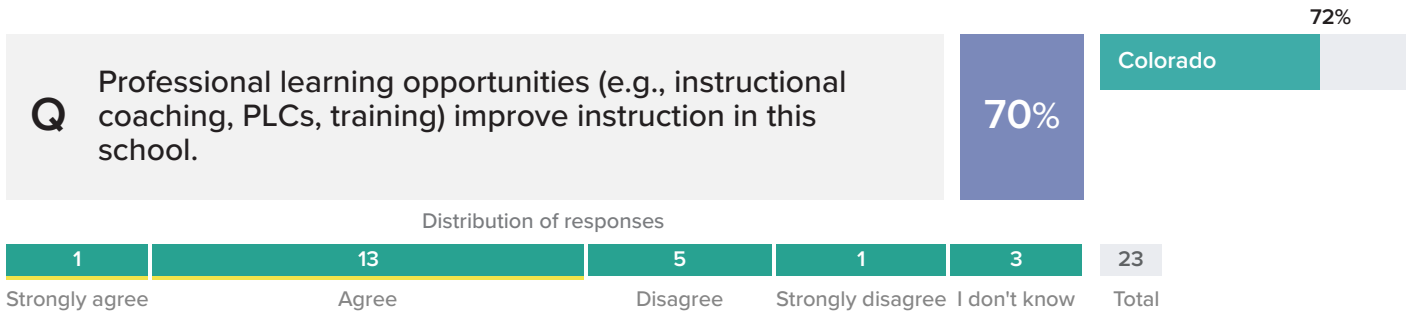 72%
Q
Professional learning opportunities (e.g., instructional
coaching, PLCs, training) improve instruction in this
school.
70%
Colorado
Distribution of responses
1 13 5 1 3 23
Strongly agree Agree Disagree Strongly disagree I don't know Total